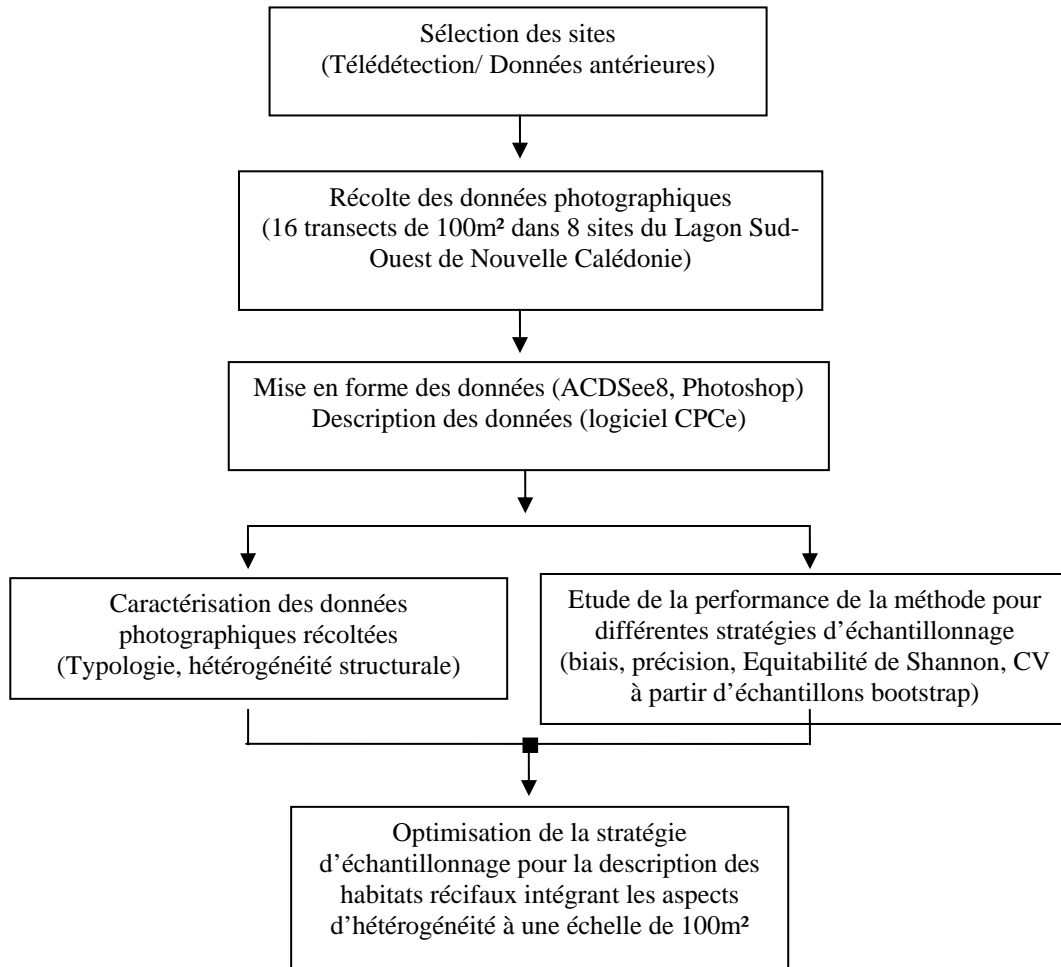 Sélection des sites
(Télédétection/ Données antérieures)
Récolte des données photographiques
(16 transects de 100m² dans 8 sites du Lagon Sud-
Ouest de Nouvelle Calédonie)
Mise en forme des données (ACDSee8, Photoshop)
Description des données (logiciel CPCe)
Caractérisation des données
photographiques récoltées
(Typologie, hétérogénéité structurale)
Etude de la performance de la méthode pour
différentes stratégies d’échantillonnage
(biais, précision, Equitabilité de Shannon, CV
à partir d’échantillons bootstrap)
Optimisation de la stratégie
d’échantillonnage pour la description des
habitats récifaux intégrant les aspects
d’hétérogénéité à une échelle de 100m²